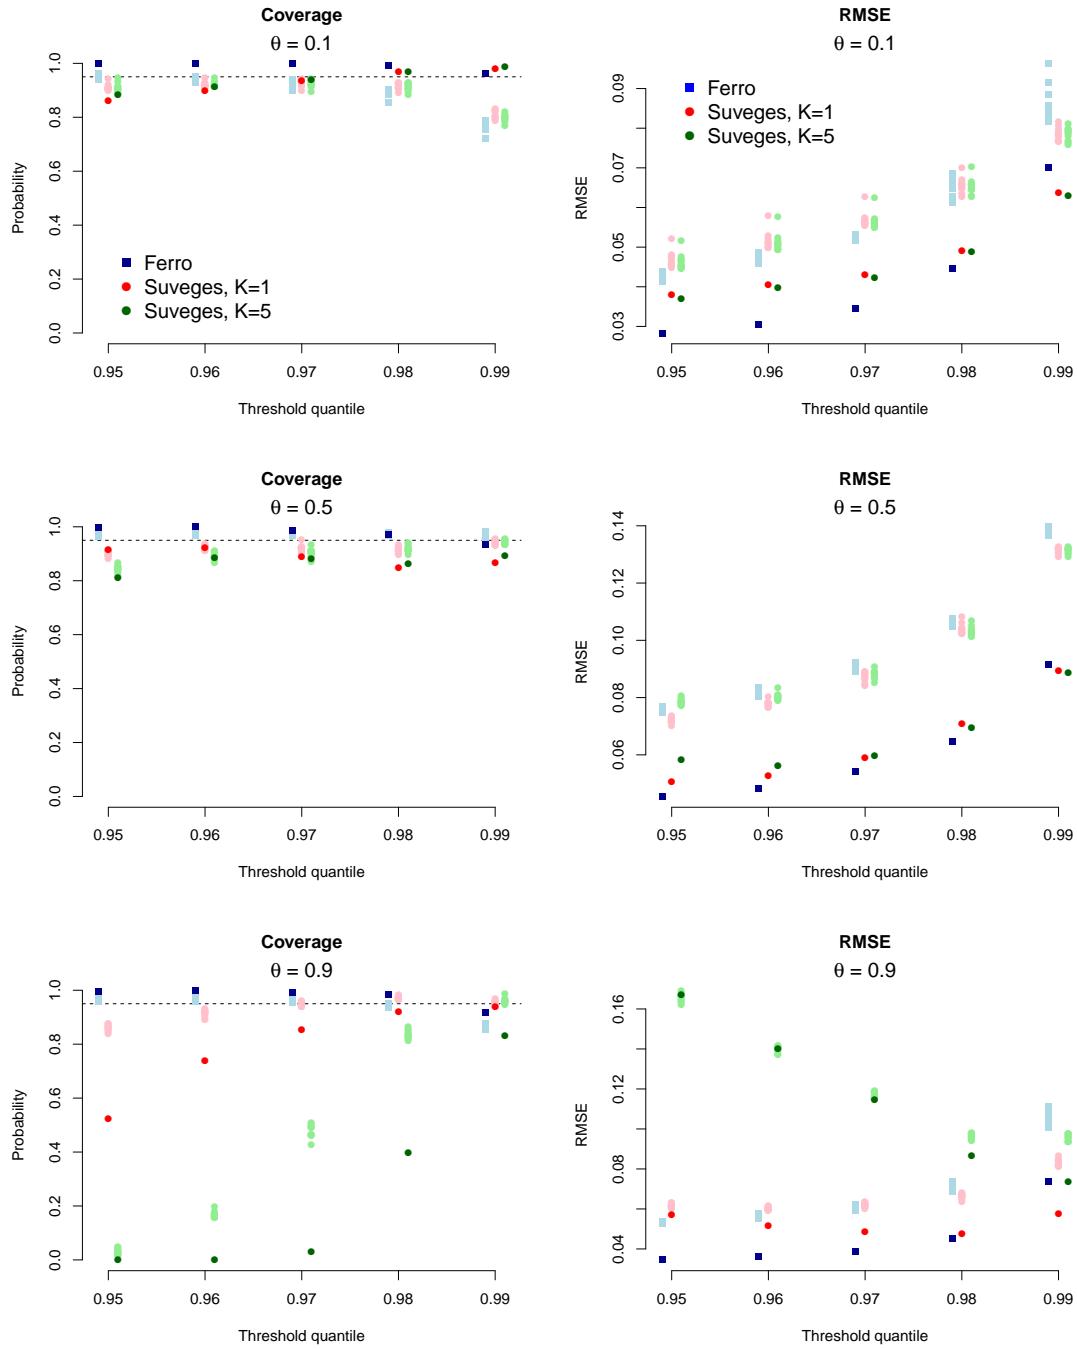 Coverage
θ = 0.1
Probability
1.0
0.8
0.6
0.4
0.2
0.0
Ferro
Suveges, K=1
Suveges, K=5
0.95
0.96
0.97
0.98
0.99
Threshold quantile
RMSE
θ = 0.1
RMSE
0.09
0.07
0.05
0.03
Ferro
Suveges, K=1
Suveges, K=5
0.95
0.96
0.97
0.98
0.99
Threshold quantile
Coverage
θ = 0.5
Probability
1.0
0.8
0.6
0.4
0.2
0.0
0.95
0.96
0.97
0.98
0.99
Threshold quantile
RMSE
θ = 0.5
RMSE
0.14
0.12
0.10
0.08
0.06
0.95
0.96
0.97
0.98
0.99
Threshold quantile
Coverage
θ = 0.9
Probability
1.0
0.8
0.6
0.4
0.2
0.0
0.95
0.96
0.97
0.98
0.99
Threshold quantile
RMSE
θ = 0.9
RMSE
0.16
0.12
0.08
0.04
0.95
0.96
0.97
0.98
0.99
Threshold quantile